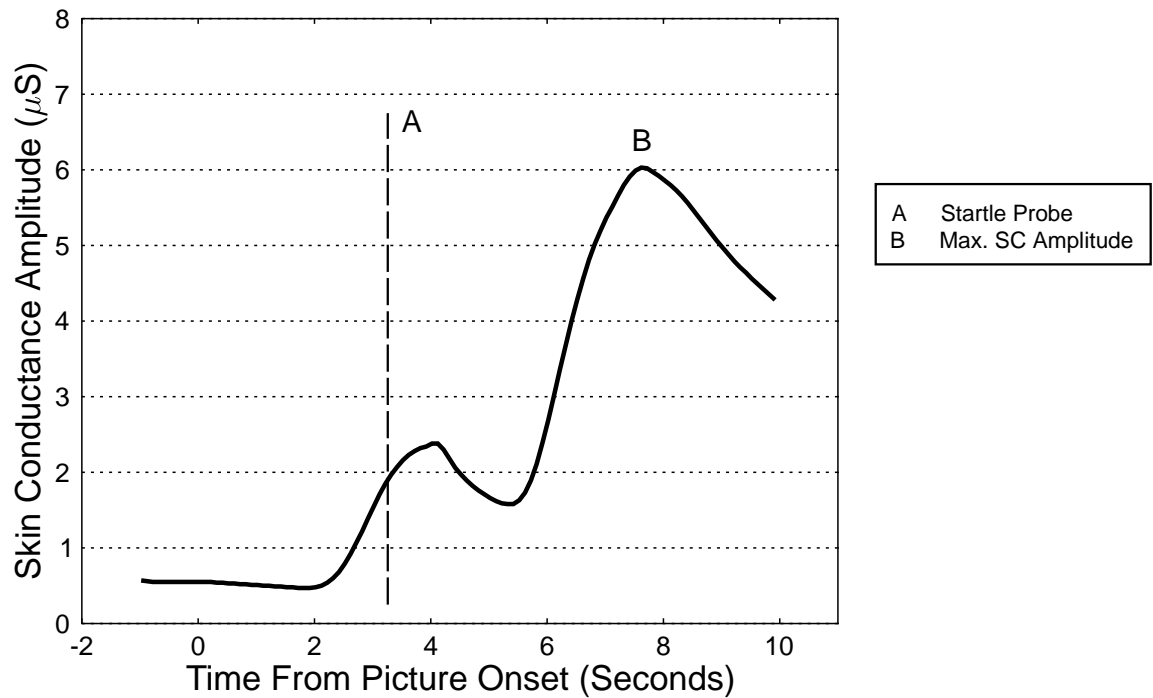 Skin Conductance Amplitude (μS)
8
7
6
5
4
3
2
1
0
A
B
-2 0 2 4 6 8 10
Time From Picture Onset (Seconds)
A Startle Probe
B Max. SC Amplitude